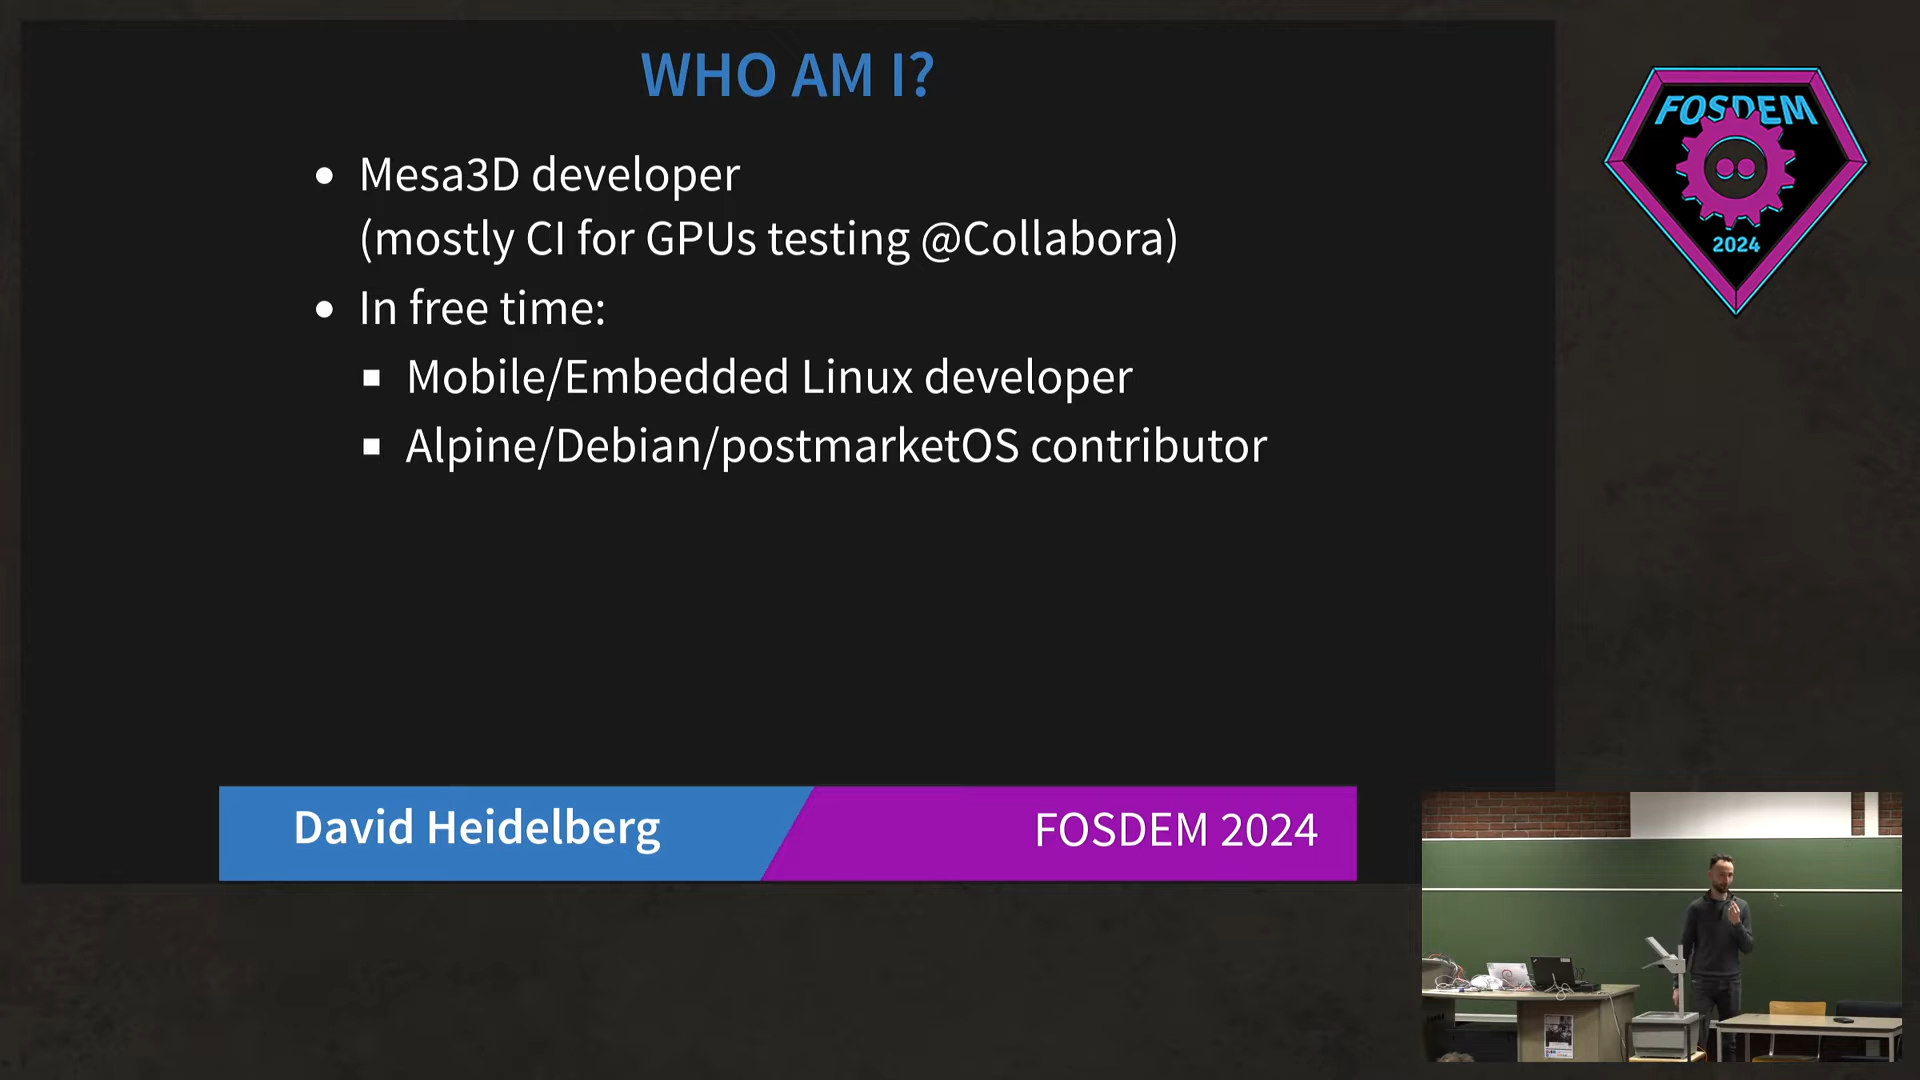 WHO AM I?
Mesa3D developer
(mostly CI for GPUs testing @Collabora)
In free time:
Mobile/Embedded Linux developer
Alpine/Debian/postmarketOS contributor
David Heidelberg
FOSDEM 2024
FOSDEM
2024